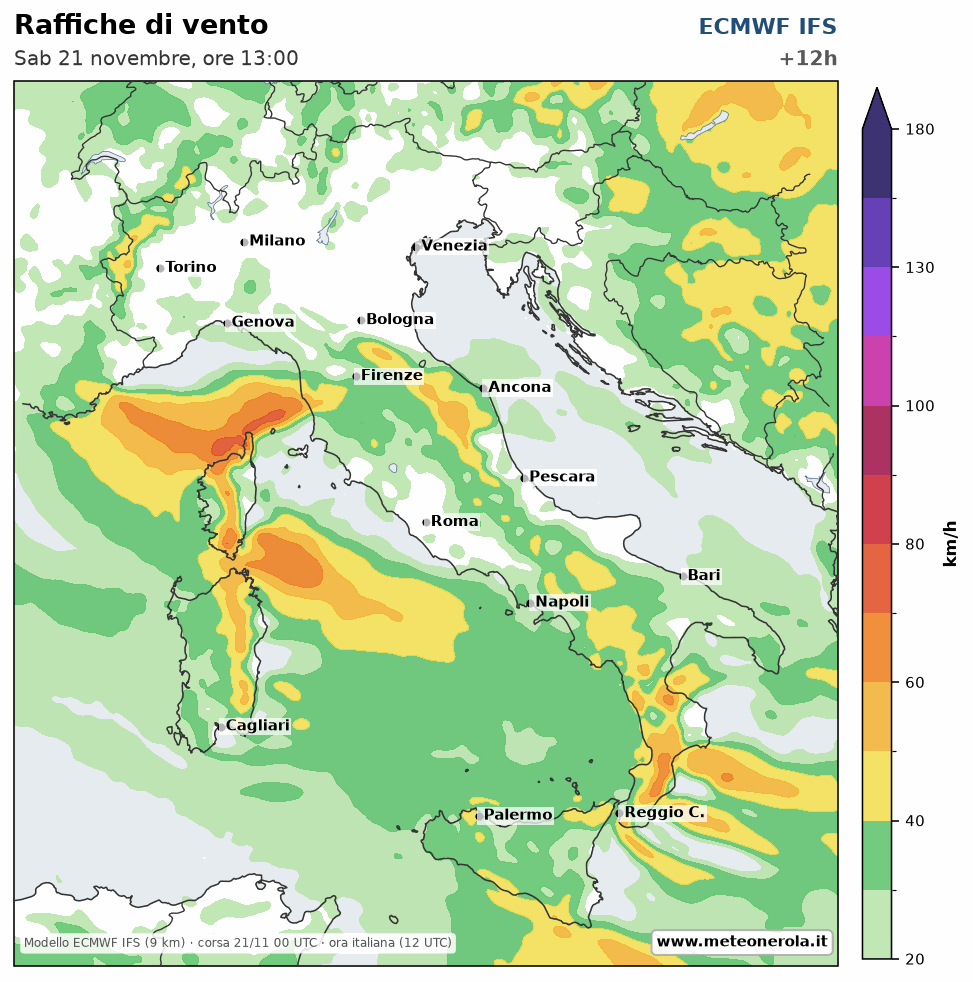 Raffiche di vento
ECMWF IFS
Sab 21 novembre, ore 13:00
+12h
180
130
100
80
60
40
20
km/h
Milano
Venezia
Torino
Genova
Bologna
Firenze
Ancona
Pescara
Roma
Bari
Napoli
Cagliari
Palermo
Reggio C.
Modello ECMWF IFS (9 km) · corsa 21/11 00 UTC · ora italiana (12 UTC)
www.meteonerola.it